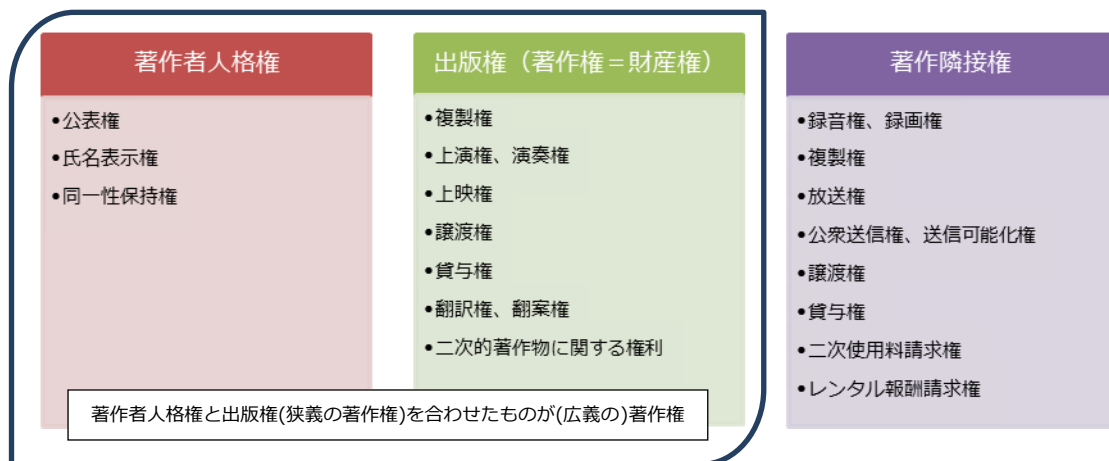 著作者人格権
•公表権
•氏名表示権
•同一性保持権
出版権（著作権＝財産権）
•複製権
•上演権、演奏権
•上映権
•譲渡権
•貸与権
•翻訳権、翻案権
•二次的著作物に関する権利
著作者人格権と出版権(狭義の著作権)を合わせたものが(広義の)著作権
著作隣接権
•録音権、録画権
•複製権
•放送権
•公衆送信権、送信可能化権
•譲渡権
•貸与権
•二次使用料請求権
•レンタル報酬請求権